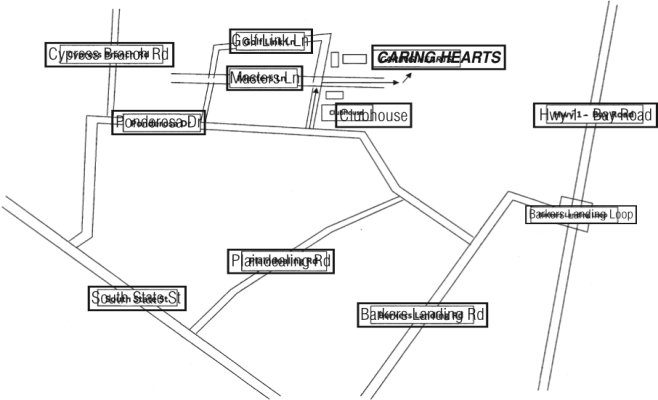 Golf Link Ln
Cypress Branch Rd
CARING HEARTS
Masters Ln
Clubhouse
Ponderosa Dr
Hwy 1 - Bay Road
Barkers Landing Loop
Plaindealing Rd
South State St
Barkers Landing Rd